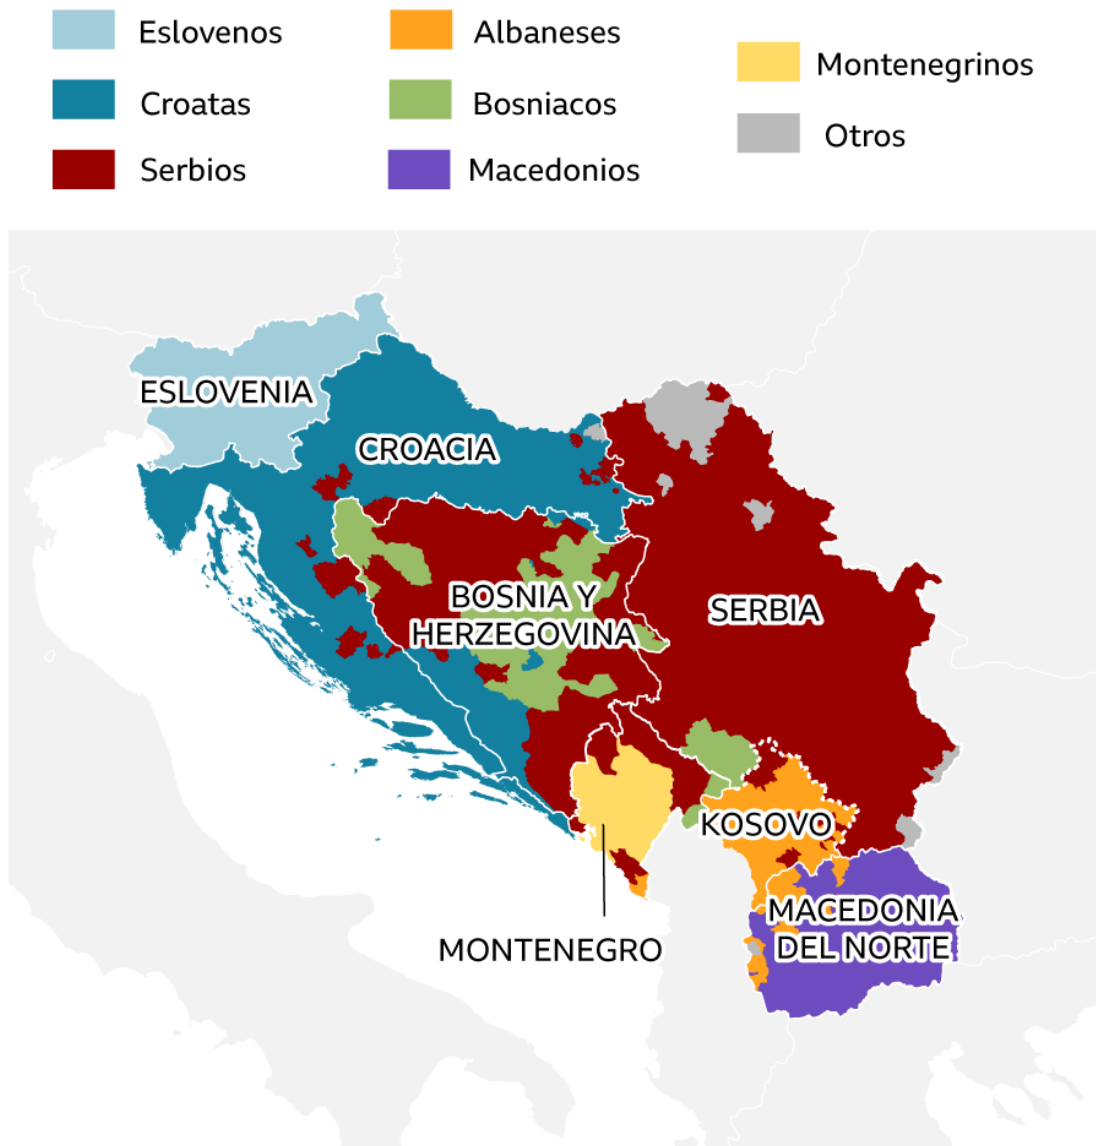 Eslovenos
Albaneses
Montenegrinos
Croatas
Bosniacos
Otros
Serbios
Macedonios
ESLOVENIA
CROACIA
BOSNIA Y
HERZEGOVINA
SERBIA
KOSOVO
MACEDONIA
DEL NORTE
MONTENEGRO